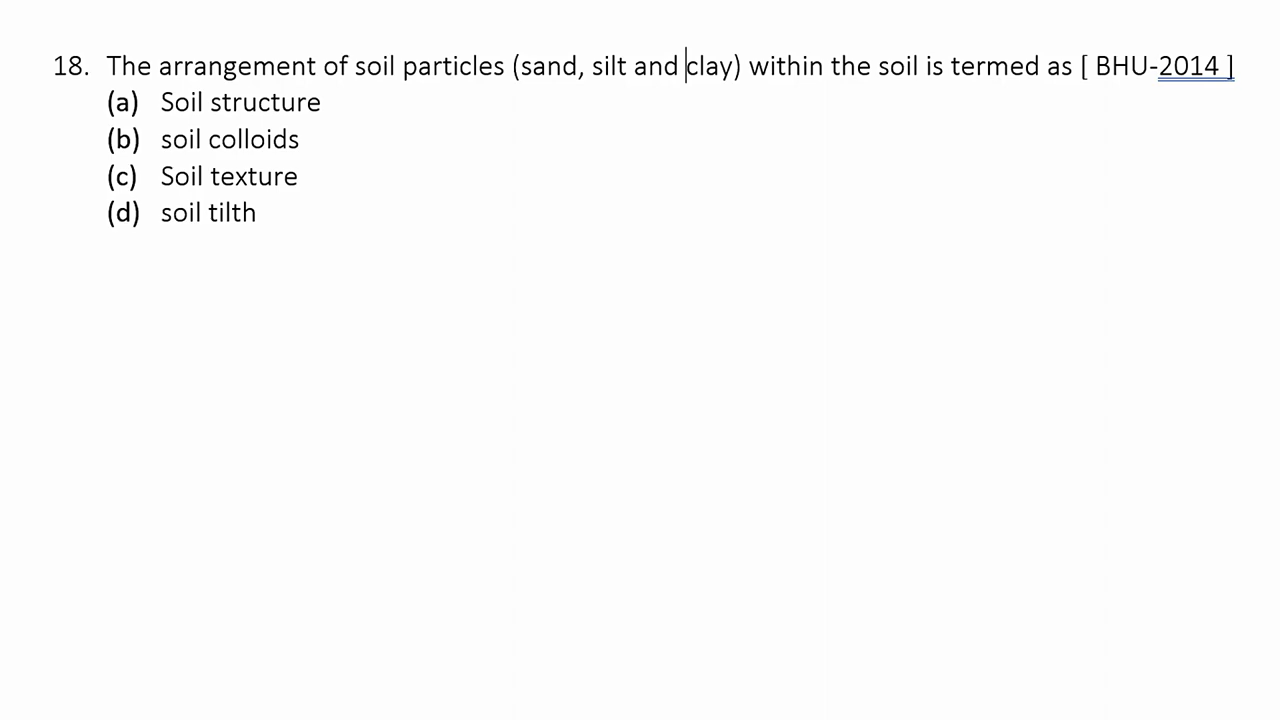 18. The arrangement of soil particles (sand, silt and clay) within the soil is termed as [ BHU-2014 ]
(a) Soil structure
(b) soil colloids
(c) Soil texture
(d) soil tilth